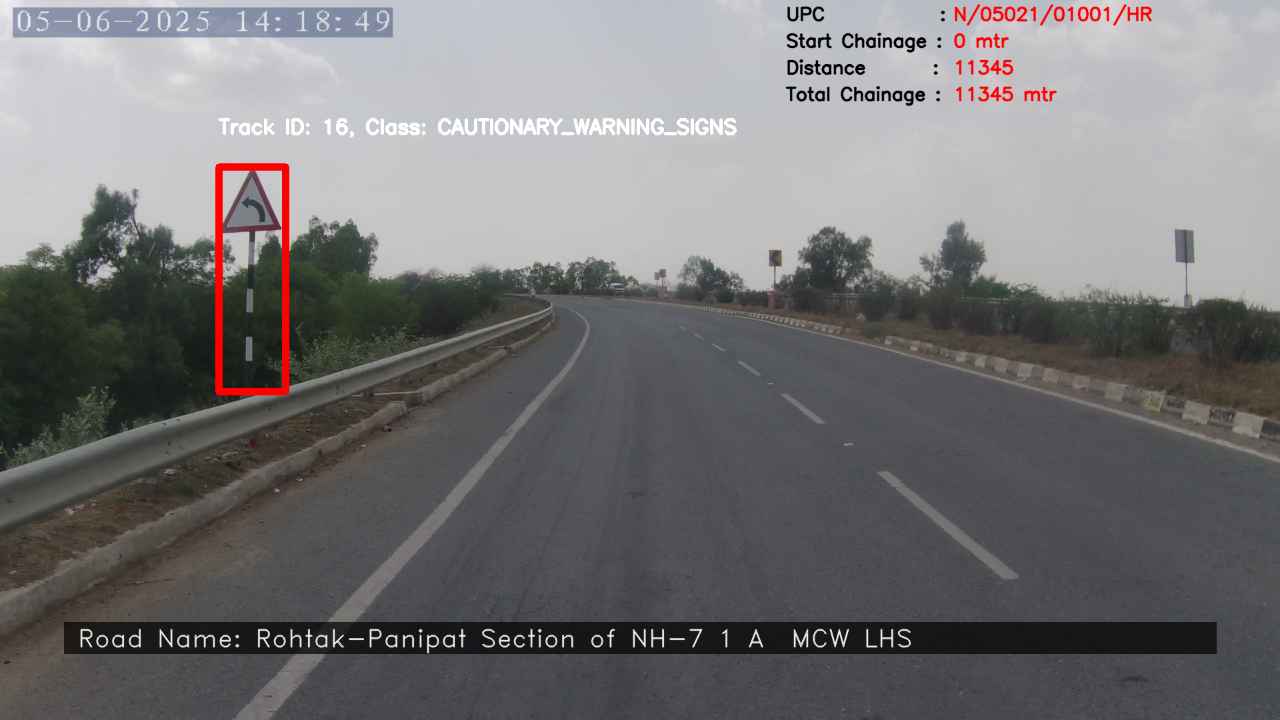 05-06-2025 14:18:49
UPC : N/05021/01001/HR
Start Chainage : 0 mtr
Distance : 11345
Total Chainage : 11345 mtr
Track ID: 16, Class: CAUTIONARY_WARNING_SIGNS
Road Name: Rohtak-Panipat Section of NH-7 1 A MCW LHS